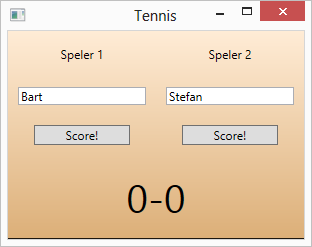 Tennis
Speler 1 Speler 2
Bart Stefan
Score! Score!
0-0